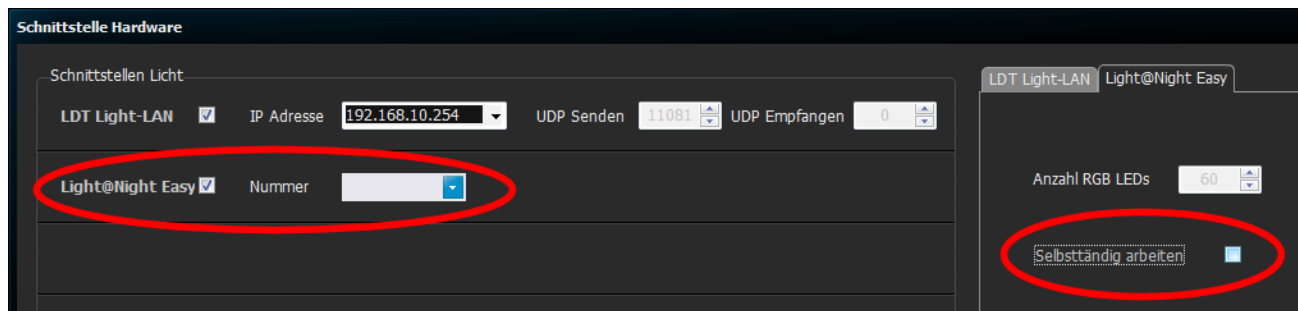 Schnittstelle Hardware
Schnittstellen Licht
LDT Light-LAN IP Adresse 192.168.10.254 UDP Senden 11081 UDP Empfangen 0
Light@Night Easy Nummer
LDT Light-LAN Light@Night Easy
Anzahl RGB LEDs 60
Selbsttändig arbeiten